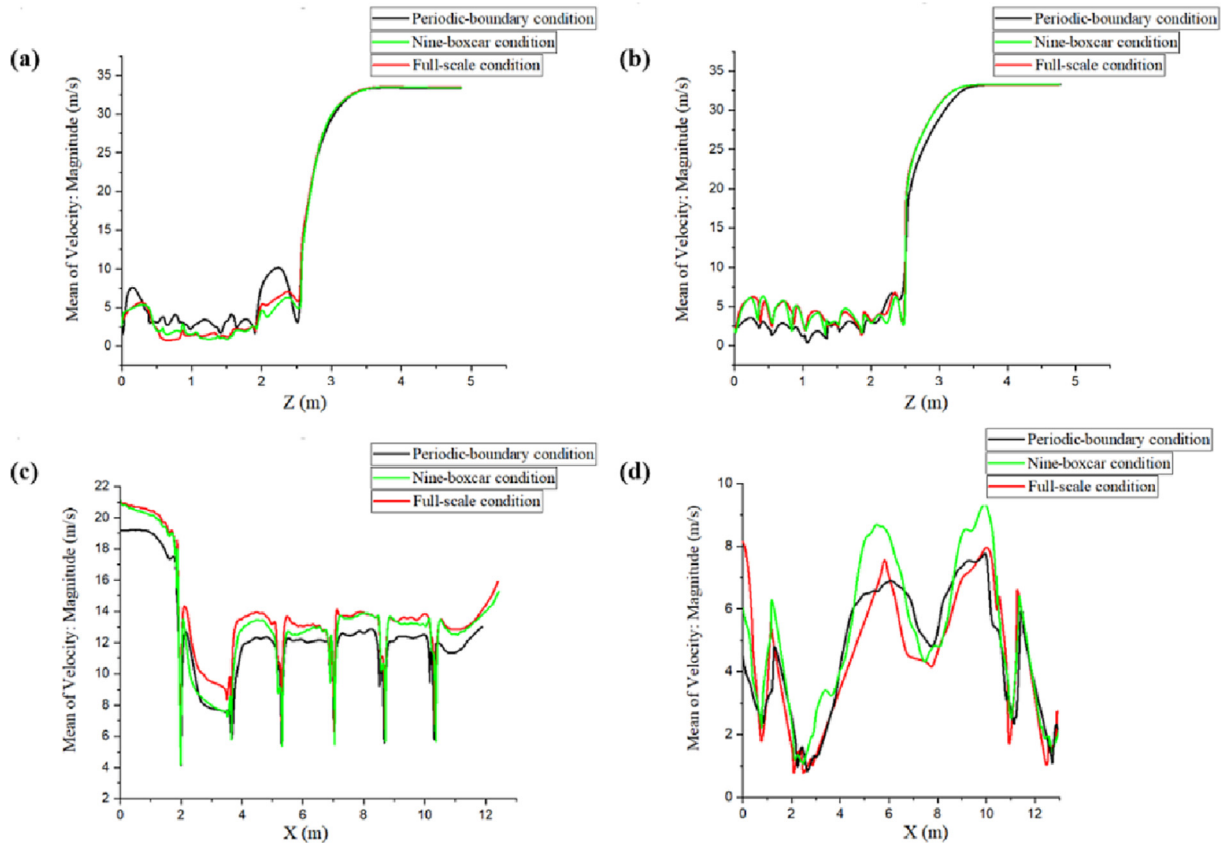 (a)
Periodic-boundary condition
Nine-boxcar condition
Full-scale condition
Mean of Velocity: Magnitude (m/s)
35
30
25
20
15
10
5
0
0 1 2 3 4 5
Z (m)
(b)
Periodic-boundary condition
Nine-boxcar condition
Full-scale condition
Mean of Velocity: Magnitude (m/s)
35
30
25
20
15
10
5
0
0 1 2 3 4 5
Z (m)
(c)
Periodic-boundary condition
Nine-boxcar condition
Full-scale condition
Mean of Velocity: Magnitude (m/s)
22
20
18
16
14
12
10
8
6
4
2
0 2 4 6 8 10 12
X (m)
(d)
Periodic-boundary condition
Nine-boxcar condition
Full-scale condition
Mean of Velocity: Magnitude (m/s)
10
8
6
4
2
0
0 2 4 6 8 10 12
X (m)